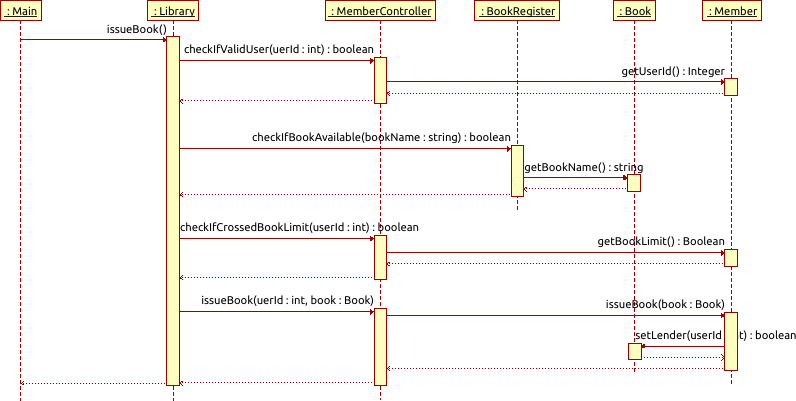 : Main
: Library
: MemberController
: BookRegister
: Book
: Member
issueBook()
checkIfValidUser(uerId : int) : boolean
getUserId() : Integer
checkIfBookAvailable(bookName : string) : boolean
getBookName() : string
checkIfCrossedBookLimit(userId : int) : boolean
getBookLimit() : Boolean
issueBook(uerId : int, book : Book)
issueBook(book : Book)
setLender(userId t) : boolean